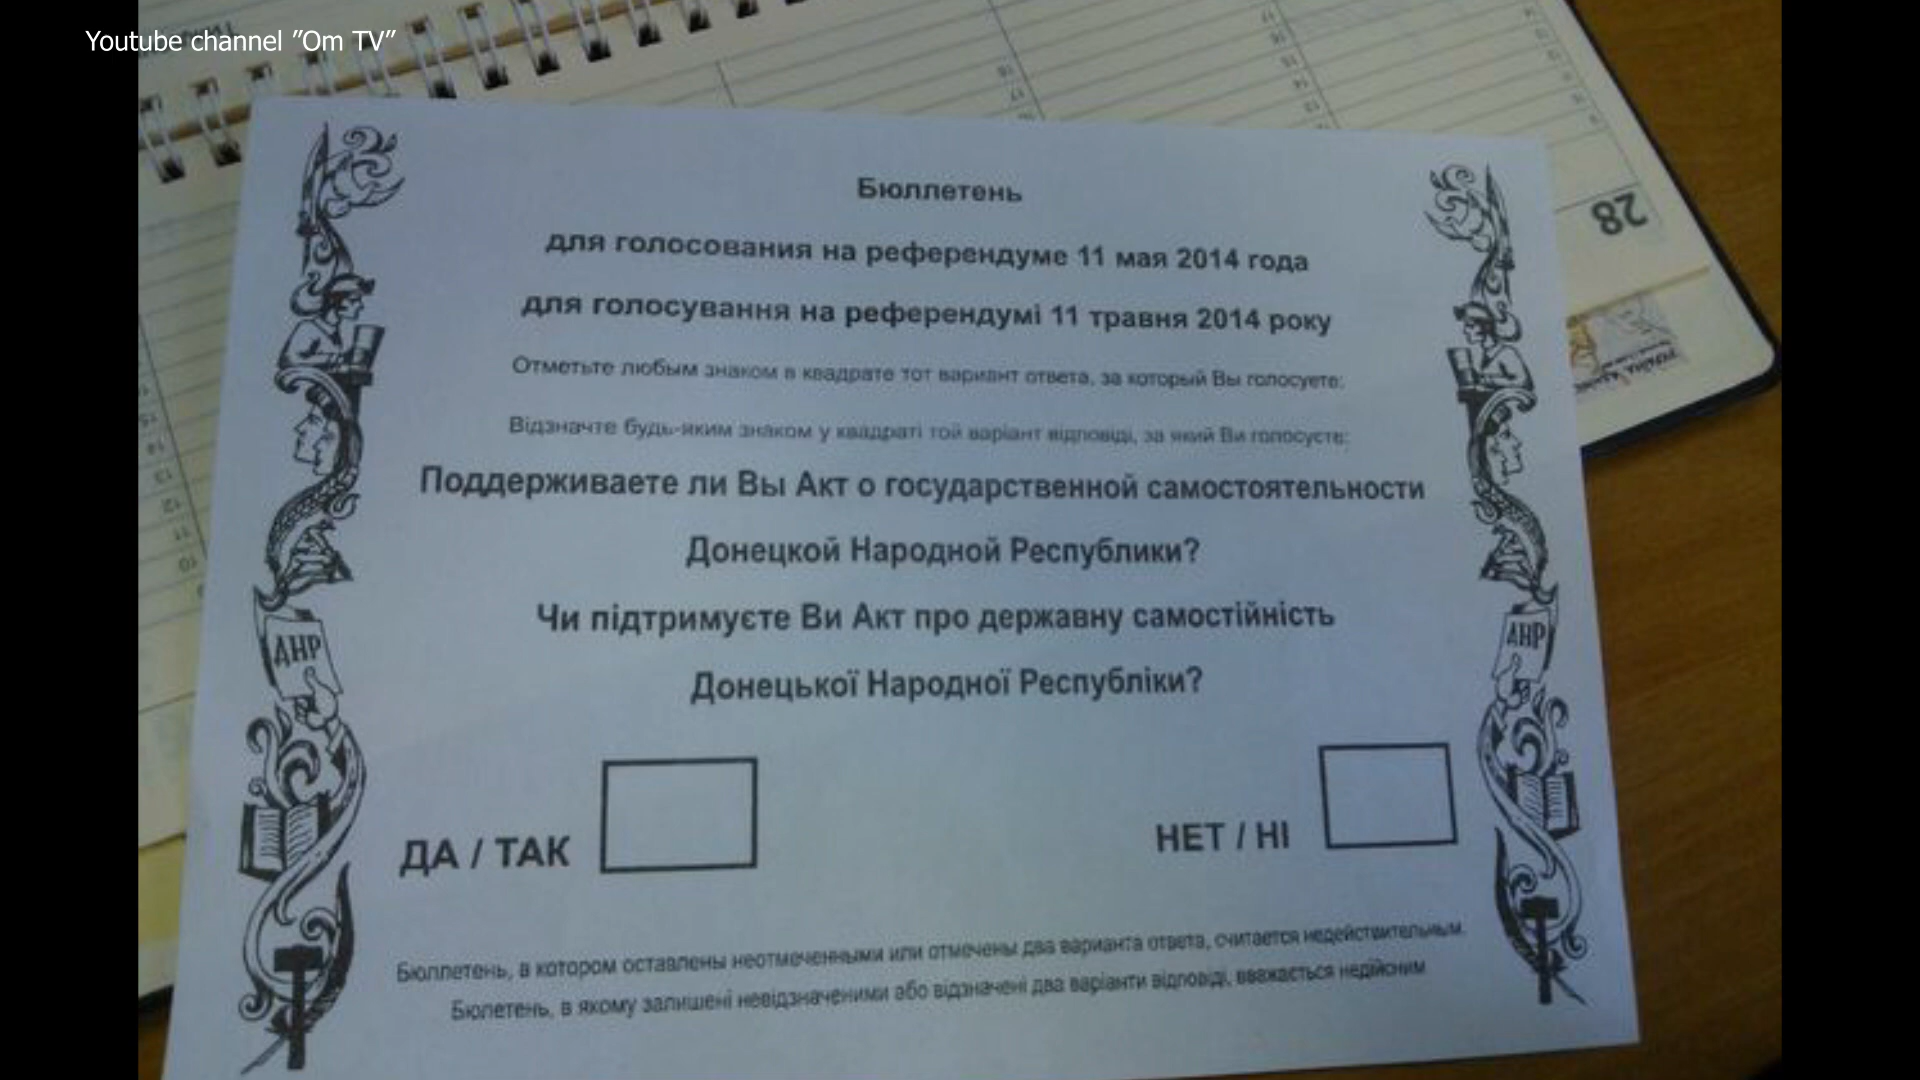 Youtube channel ″Om TV″
28
Бюллетень
для голосования на референдуме 11 мая 2014 года
для голосування на референдумі 11 травня 2014 року
Отметьте любым знаком в квадрате тот вариант ответа, за который Вы голосуете:
Відзначте будь-яким знаком у квадраті той варіант відповіді, за який Ви голосуєте:
Поддерживаете ли Вы Акт о государственной самостоятельности
Донецкой Народной Республики?
Чи підтримуєте Ви Акт про державну самостійність
Донецької Народної Республіки?
ДНР
ДНР
ДА / ТАК
НЕТ / НІ
Бюллетень, в котором оставлены неотмеченными или отмечены два варианта ответа, считается недействительным.
Бюлетень, в якому залишені невідзначеними або відзначені два варіанти відповіді, вважається недійсним